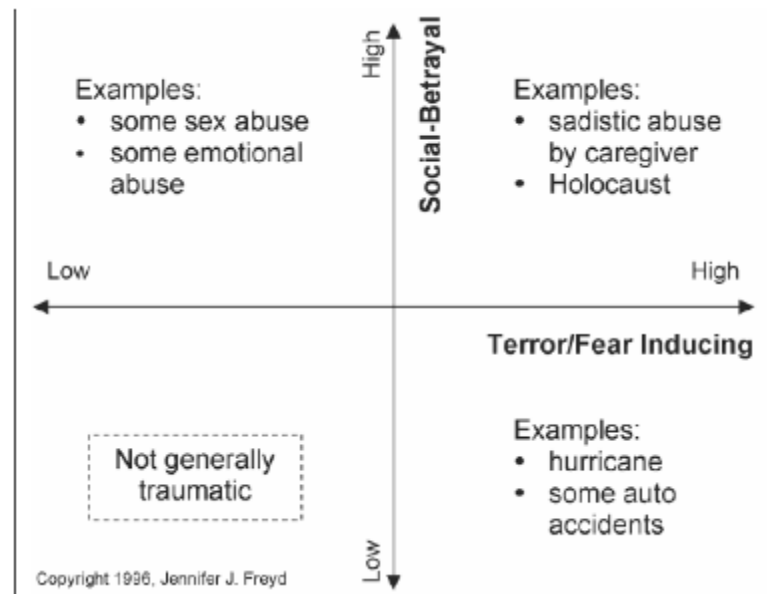 High
Social-Betrayal
Examples:
• some sex abuse
• some emotional
abuse
Examples:
• sadistic abuse
by caregiver
• Holocaust
Low
High
Terror/Fear Inducing
Not generally
traumatic
Examples:
• hurricane
• some auto
accidents
Low
Copyright 1996, Jennifer J. Freyd